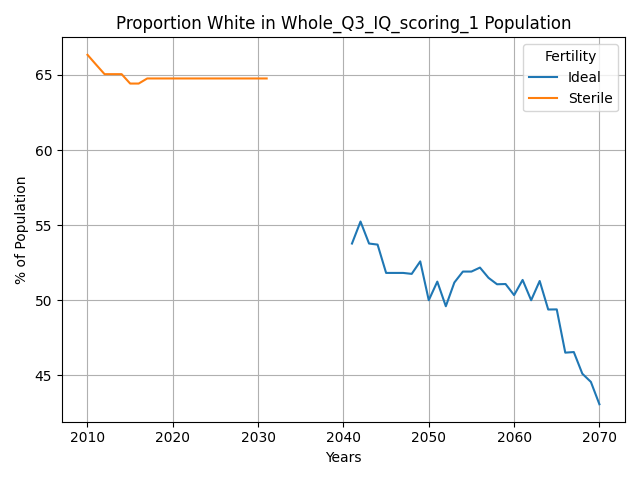 Proportion White in Whole_Q3_IQ_scoring_1 Population
Fertility
Ideal
Sterile
65
60
55
50
45
% of Population
2010 2020 2030 2040 2050 2060 2070
Years